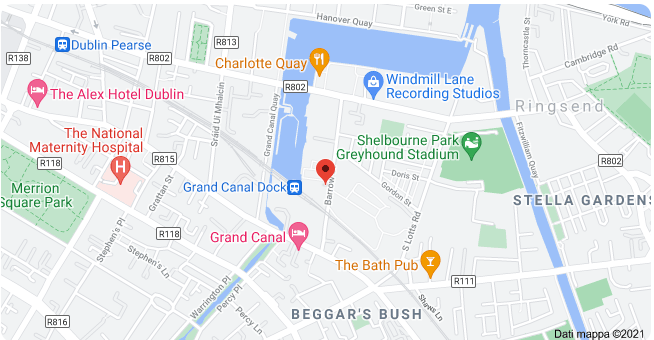 Hanover Quay
Green St E
York Rd
Thorncastle St
Cambridge Rd
Dublin Pearse
R813
R138
R802
Charlotte Quay
R802
Windmill Lane
Recording Studios
The Alex Hotel Dublin
Ringsend
Sráid Uí Mhaicín
Grand Canal Quay
The National
Maternity Hospital
R118
R815
Shelbourne Park
Greyhound Stadium
Fitzwilliam Quay
R802
Doris St
Merrion
Square Park
Grattan St
Grand Canal Dock
Barrow
Gordon St
STELLA GARDENS
Stephen's Pl
R118
Grand Canal
S Lotts Rd
Stephen's Ln
The Bath Pub
R111
Warrington Pl
Percy Pl
Shelbourne
Percy Ln
BEGGAR'S BUSH
R816
Dati mappa ©2021